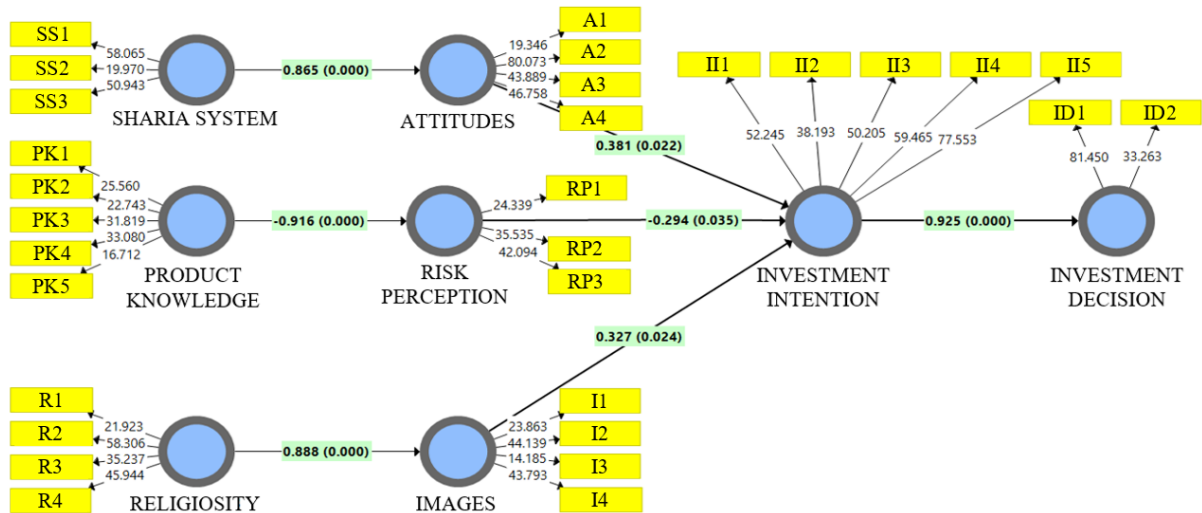 SS1
SS2
SS3
58.065
19.970
50.943
SHARIA SYSTEM
0.865 (0.000)
ATTITUDES
19.346
80.073
43.889
46.758
A1
A2
A3
A4
0.381 (0.022)
PK1
PK2
PK3
PK4
PK5
25.560
22.743
31.819
33.080
16.712
PRODUCT
KNOWLEDGE
-0.916 (0.000)
RISK
PERCEPTION
24.339
35.535
42.094
RP1
RP2
RP3
-0.294 (0.035)
R1
R2
R3
R4
21.923
58.306
35.237
45.944
RELIGIOSITY
0.888 (0.000)
IMAGES
23.863
44.139
14.185
43.793
I1
I2
I3
I4
0.327 (0.024)
II1
II2
II3
II4
II5
52.245
38.193
50.205
59.465
77.553
INVESTMENT
INTENTION
0.925 (0.000)
ID1
ID2
81.450
33.263
INVESTMENT
DECISION